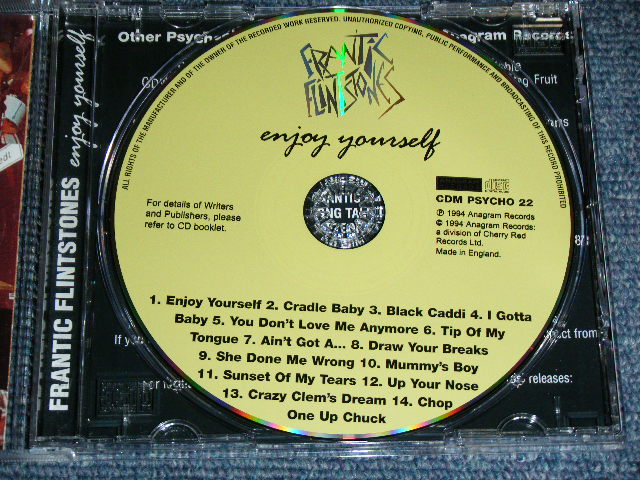 Other Psycho
Anagram Records
Fruit
ALL RIGHTS OF THE MANUFACTURER AND OF THE OWNER OF THE RECORDED WORK RESERVED. UNAUTHORIZED COPYING, PUBLIC PERFORMANCE AND BROADCASTING OF THIS RECORD PROHIBITED
FRANTIC
FLINTSTONES
enjoy yourself
For details of Writers
and Publishers, please
refer to CD booklet.
CDM PSYCHO 22
℗ 1994 Anagram Records
© 1994 Anagram Records:
a division of Cherry Red
Records Ltd.
Made in England.
1. Enjoy Yourself 2. Cradle Baby 3. Black Caddi 4. I Gotta
Baby 5. You Don't Love Me Anymore 6. Tip Of My
Tongue 7. Ain't Got A... 8. Draw Your Breaks
9. She Done Me Wrong 10. Mummy's Boy
11. Sunset Of My Tears 12. Up Your Nose
13. Crazy Clem's Dream 14. Chop
One Up Chuck
If you
from
releases:
FRANTIC FLINTSTONES enjoy yourself